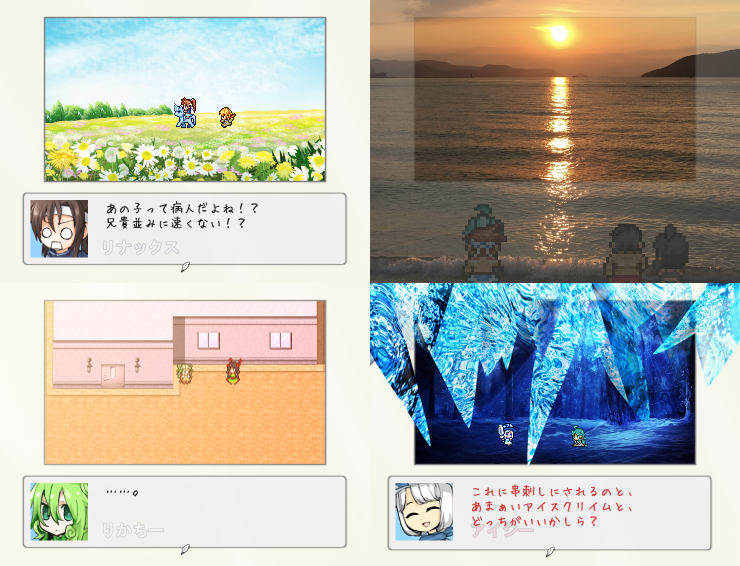 あの子って病人だよね！？
兄貴並みに速くない！？
リナックス
……。
りかちー
これに串刺しにされるのと、
あまぁいアイスクリイムと、
どっちがいいかしら？
アイシー